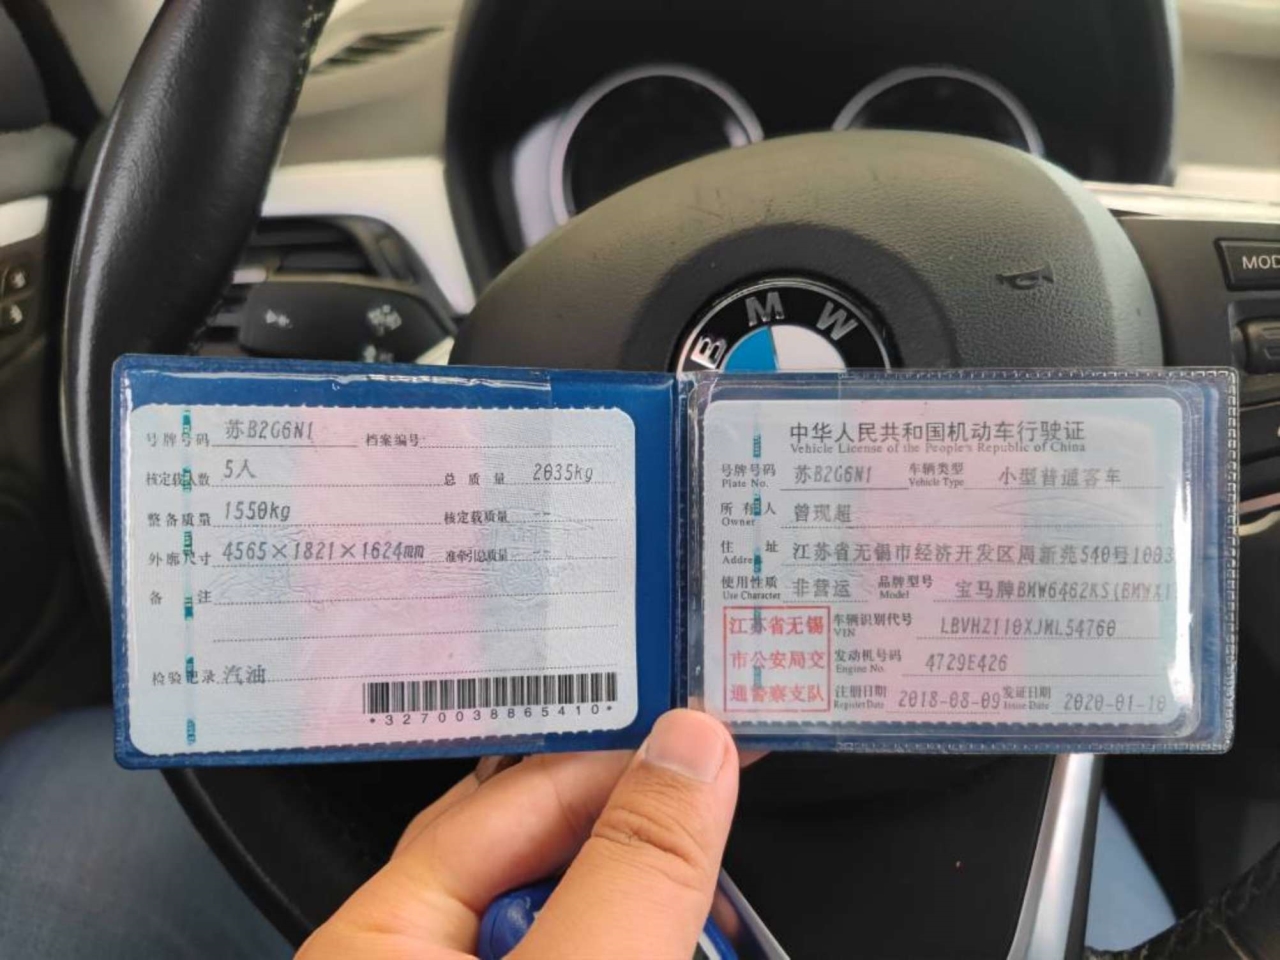 MOD
B M W
号牌号码 苏B2G6N1 档案编号
核定载人数 5人 总质量 2035kg
整备质量 1550kg 核定载质量 --
外廓尺寸 4565×1821×1624mm 准牵引总质量 --
备注
检验记录 汽油
*3270038865410*
中华人民共和国机动车行驶证
Vehicle License of the People's Republic of China
号牌号码 苏B2G6N1 车辆类型 小型普通客车
Plate No. Vehicle Type
所有人 曾现超
Owner
住址 江苏省无锡市经济开发区周新苑540号1003
Address
使用性质 非营运 品牌型号 宝马牌BMW6462KS(BMWX1
Use Character Model
江苏省无锡
市公安局交
通警察支队
车辆识别代号 LBVHZ110XJML54760
VIN
发动机号码 4729E426
Engine No.
注册日期 2018-08-09 发证日期 2020-01-10
Register Date Issue Date